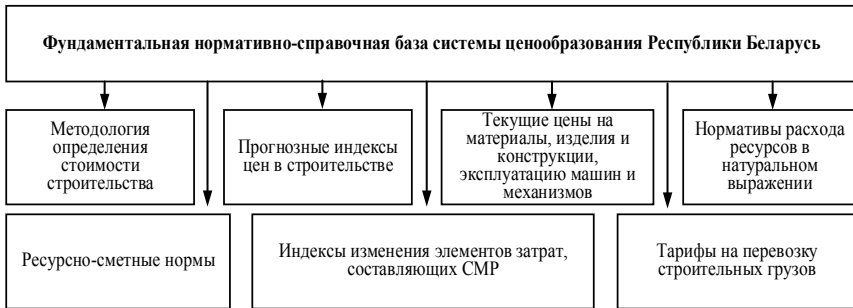 Фундаментальная нормативно-справочная база системы ценообразования Республики Беларусь
Методология
определения
стоимости
строительства
Прогнозные индексы
цен в строительстве
Текущие цены на
материалы, изделия и
конструкции,
эксплуатацию машин и
механизмов
Нормативы расхода
ресурсов в
натуральном
выражении
Ресурсно-сметные нормы
Индексы изменения элементов затрат,
составляющих СМР
Тарифы на перевозку
строительных грузов